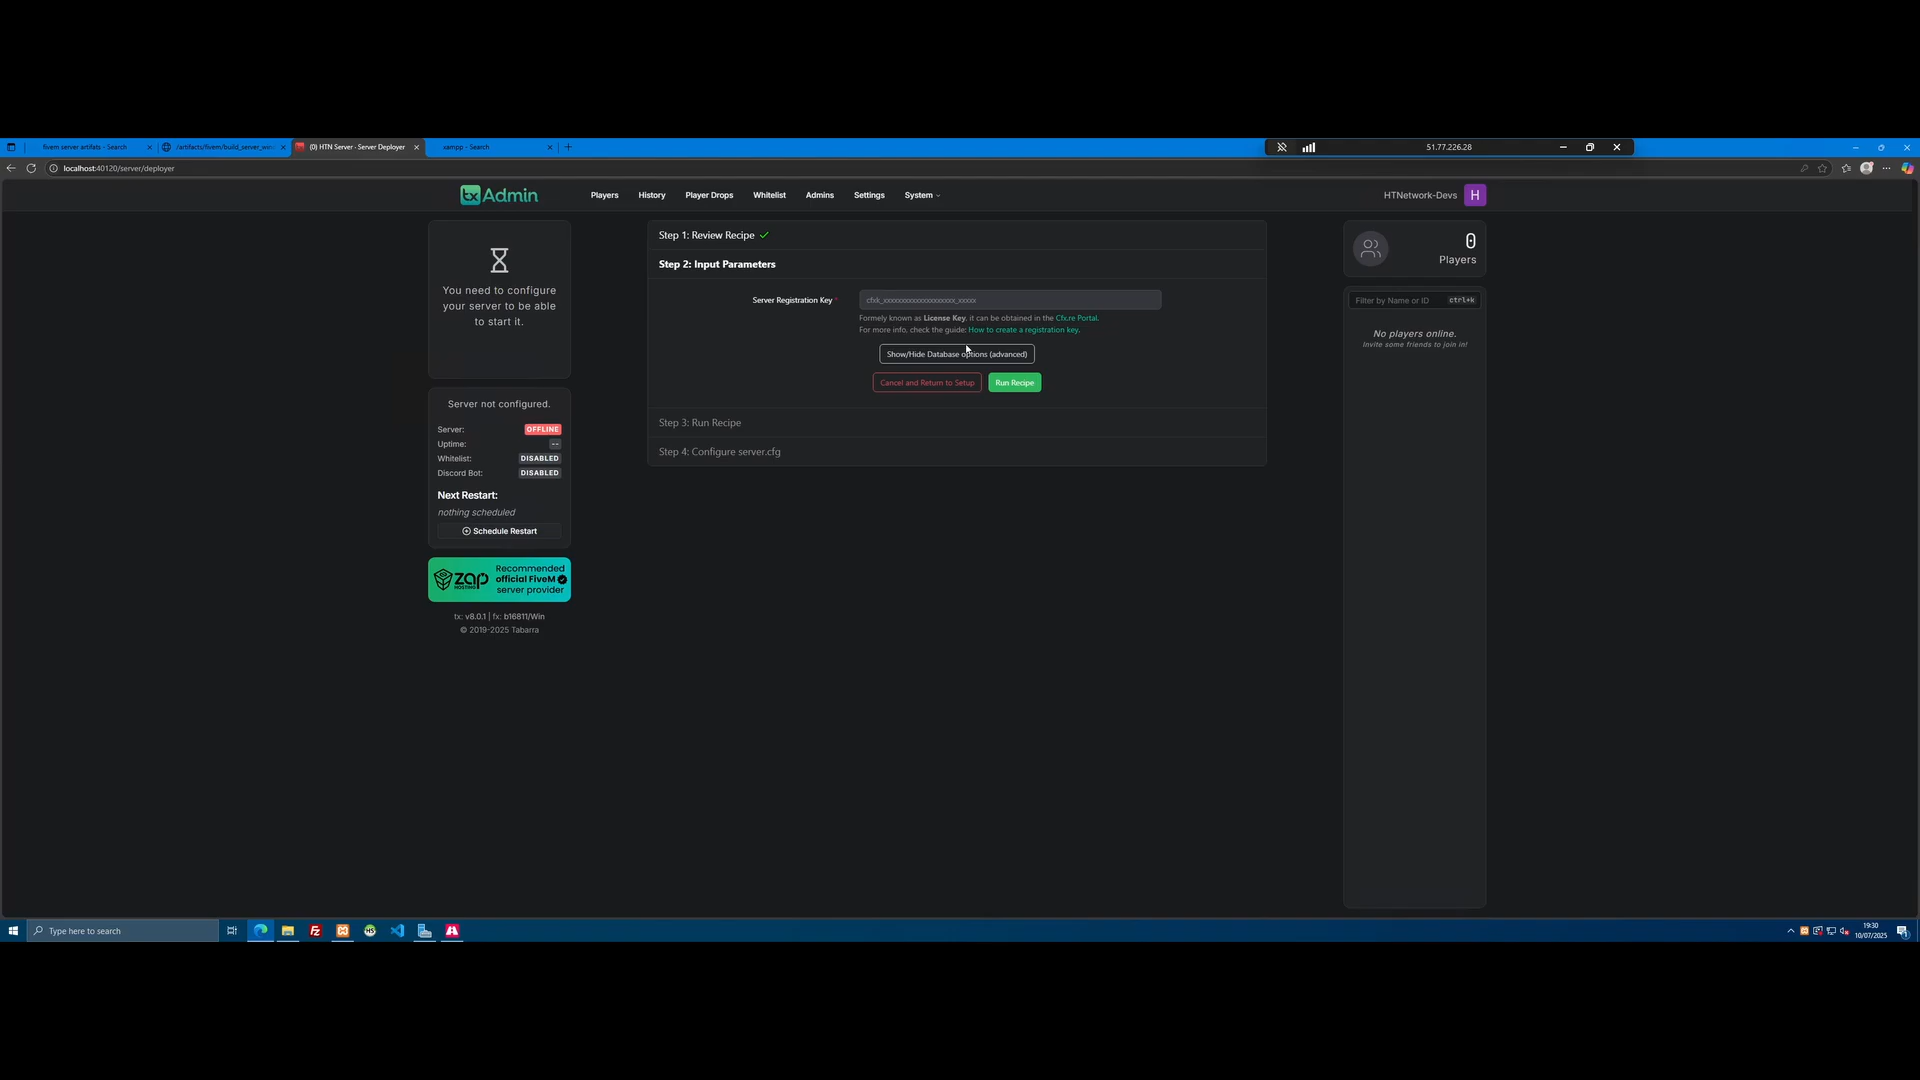 fivem server artifats - Search
/artifacts/fivem/build_server_win
(0) HTN Server - Server Deployer
xampp - Search
51.77.226.28
localhost:40120/server/deployer
tx Admin
Players
History
Player Drops
Whitelist
Admins
Settings
System
HTNetwork-Devs
H
You need to configure
your server to be able
to start it.
Server not configured.
Server: OFFLINE
Uptime: --
Whitelist: DISABLED
Discord Bot: DISABLED
Next Restart:
nothing scheduled
Schedule Restart
ZAP HOSTING
Recommended
official FiveM
server provider
tx: v8.0.1 | fx: b16811/Win
© 2019-2025 Tabarra
Step 1: Review Recipe
Step 2: Input Parameters
Server Registration Key *
Formely known as License Key, it can be obtained in the Cfx.re Portal.
For more info, check the guide: How to create a registration key.
Show/Hide Database options (advanced)
Cancel and Return to Setup
Run Recipe
Step 3: Run Recipe
Step 4: Configure server.cfg
0
Players
Filter by Name or ID
ctrl+k
No players online.
Invite some friends to join in!
Type here to search
19:30
10/07/2025